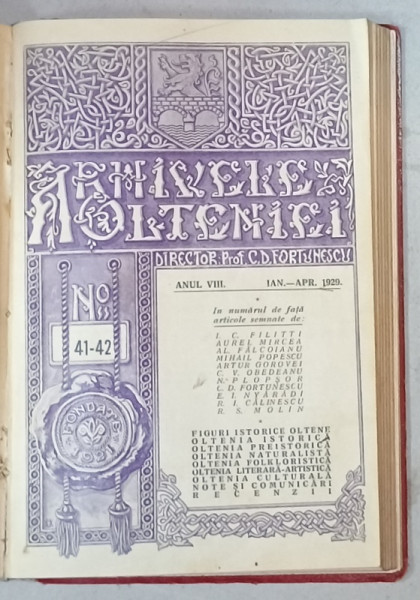 ARHIVELE
OLTENIEI
DIRECTOR: Prof. C. D. FORTUNESCU
ANUL VIII. IAN.—APR. 1929.
No
41-42
In numărul de față
articole semnate de:
I. C. FILITTI
AUREL MIRCEA
AL. FĂLCOIANU
MIHAIL POPESCU
ARTUR GOROVEI
C. V. OBEDEANU
N. PLOPȘOR
C. D. FORTUNESCU
E. I. NYÁRÁDI
R. I. CĂLINESCU
R. S. MOLIN
FIGURI ISTORICE OLTENE
OLTENIA ISTORICĂ
OLTENIA PREISTORICĂ
OLTENIA NATURALISTĂ
OLTENIA FOLKLORISTICĂ
OLTENIA LITERARĂ-ARTISTICĂ
OLTENIA CULTURALĂ
NOTE ȘI COMUNICĂRI
RECENZII
FONDATE